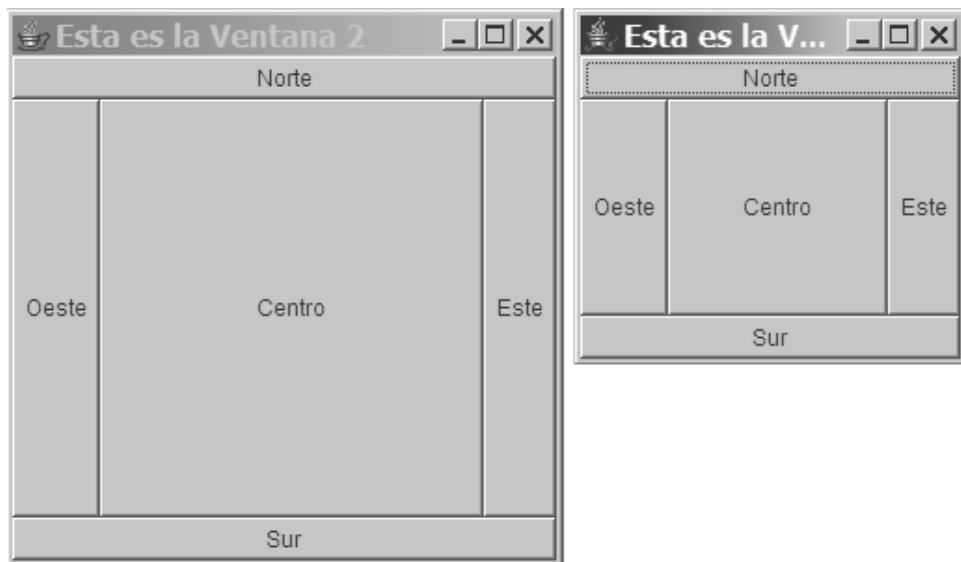 Esta es la Ventana 2
Norte
Oeste
Centro
Este
Sur
Esta es la V...
Norte
Oeste
Centro
Este
Sur